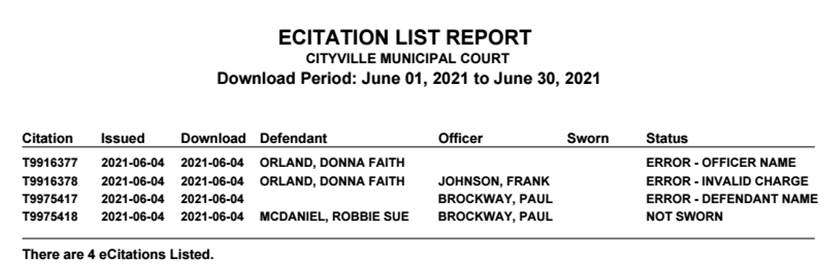 ECITATION LIST REPORT
CITYVILLE MUNICIPAL COURT
Download Period: June 01, 2021 to June 30, 2021
Citation Issued Download Defendant Officer Sworn Status
T9916377 2021-06-04 2021-06-04 ORLAND, DONNA FAITH ERROR - OFFICER NAME
T9916378 2021-06-04 2021-06-04 ORLAND, DONNA FAITH JOHNSON, FRANK ERROR - INVALID CHARGE
T9975417 2021-06-04 2021-06-04 BROCKWAY, PAUL ERROR - DEFENDANT NAME
T9975418 2021-06-04 2021-06-04 MCDANIEL, ROBBIE SUE BROCKWAY, PAUL NOT SWORN
There are 4 eCitations Listed.